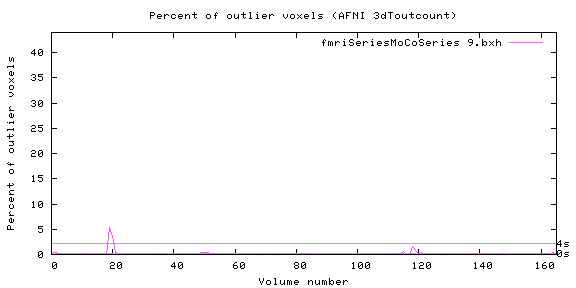 Percent of outlier voxels (AFNI 3dToutcount)
fmriSeriesMoCoSeries 9.bxh
Percent of outlier voxels
40
35
30
25
20
15
10
5
0
4s
0s
0 20 40 60 80 100 120 140 160
Volume number